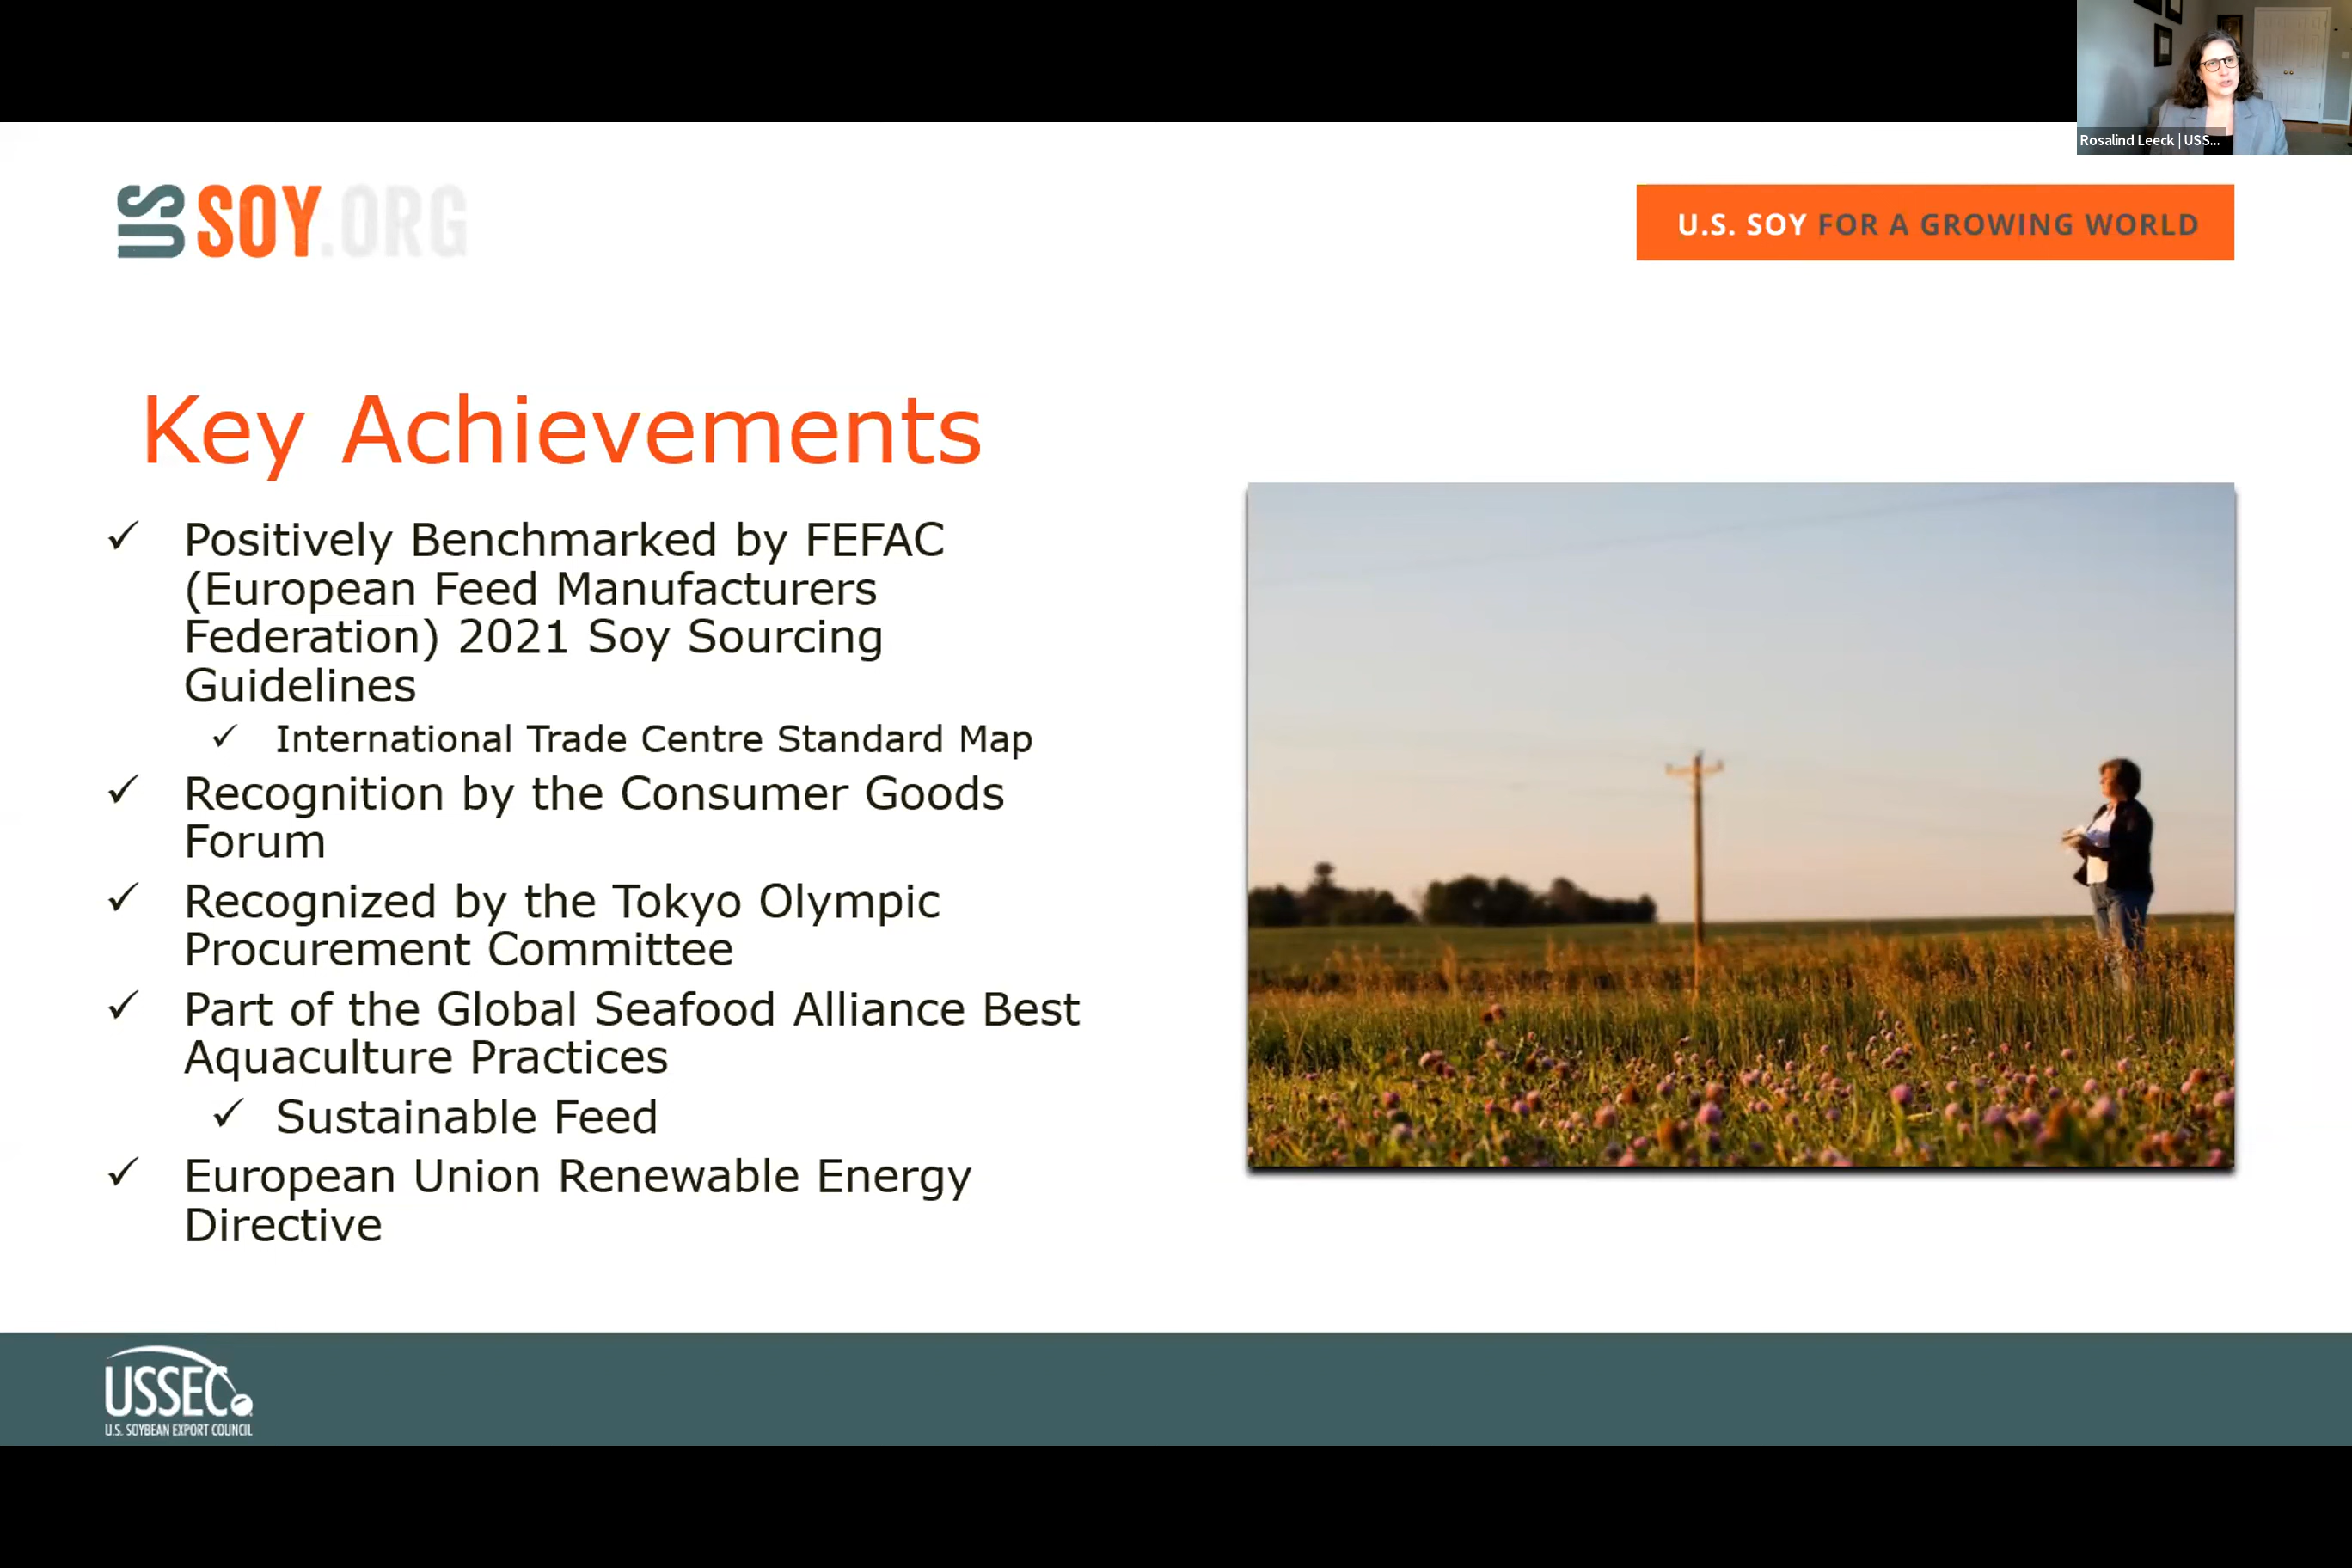 Rosalind Leeck | USS...
US SOY.ORG
U.S. SOY FOR A GROWING WORLD
Key Achievements
✓ Positively Benchmarked by FEFAC
(European Feed Manufacturers
Federation) 2021 Soy Sourcing
Guidelines
✓ International Trade Centre Standard Map
✓ Recognition by the Consumer Goods
Forum
✓ Recognized by the Tokyo Olympic
Procurement Committee
✓ Part of the Global Seafood Alliance Best
Aquaculture Practices
✓ Sustainable Feed
✓ European Union Renewable Energy
Directive
USSEC
U.S. SOYBEAN EXPORT COUNCIL